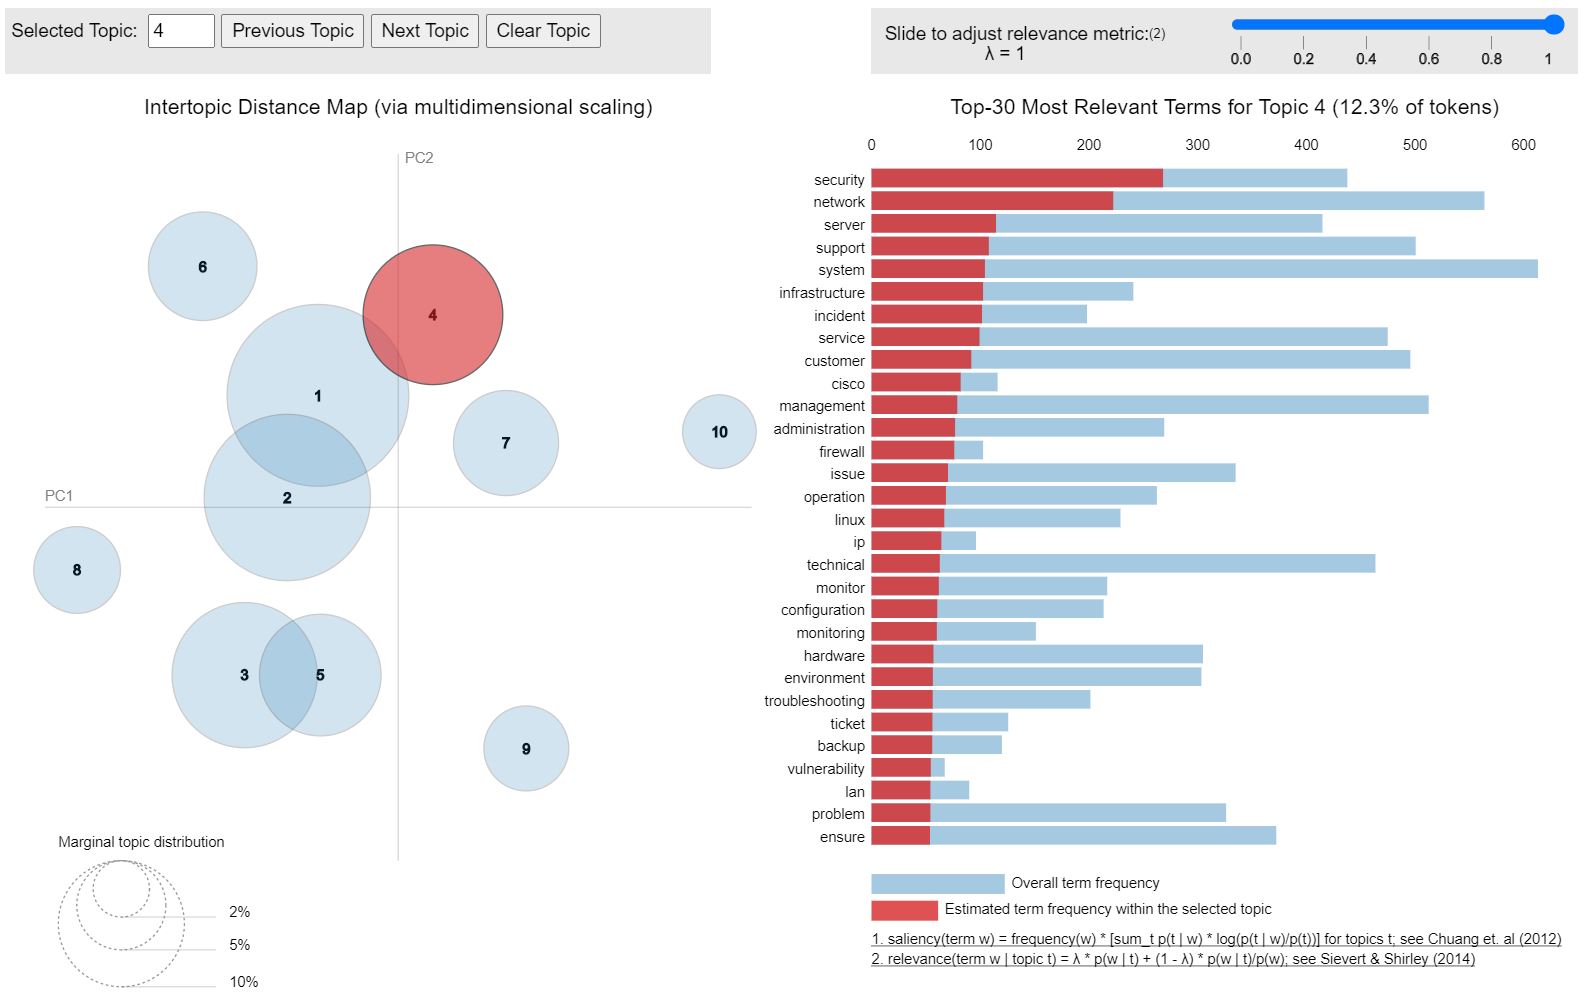 Selected Topic: 4 Previous Topic Next Topic Clear Topic
Slide to adjust relevance metric:(2)
λ = 1
0.0 0.2 0.4 0.6 0.8 1
Intertopic Distance Map (via multidimensional scaling)
PC2
PC1
6
4
1
7
10
2
8
3
5
9
Marginal topic distribution
2%
5%
10%
Top-30 Most Relevant Terms for Topic 4 (12.3% of tokens)
0 100 200 300 400 500 600
security
network
server
support
system
infrastructure
incident
service
customer
cisco
management
administration
firewall
issue
operation
linux
ip
technical
monitor
configuration
monitoring
hardware
environment
troubleshooting
ticket
backup
vulnerability
lan
problem
ensure
Overall term frequency
Estimated term frequency within the selected topic
1. saliency(term w) = frequency(w) * [sum_t p(t | w) * log(p(t | w)/p(t))] for topics t; see Chuang et. al (2012)
2. relevance(term w | topic t) = λ * p(w | t) + (1 - λ) * p(w | t)/p(w); see Sievert & Shirley (2014)